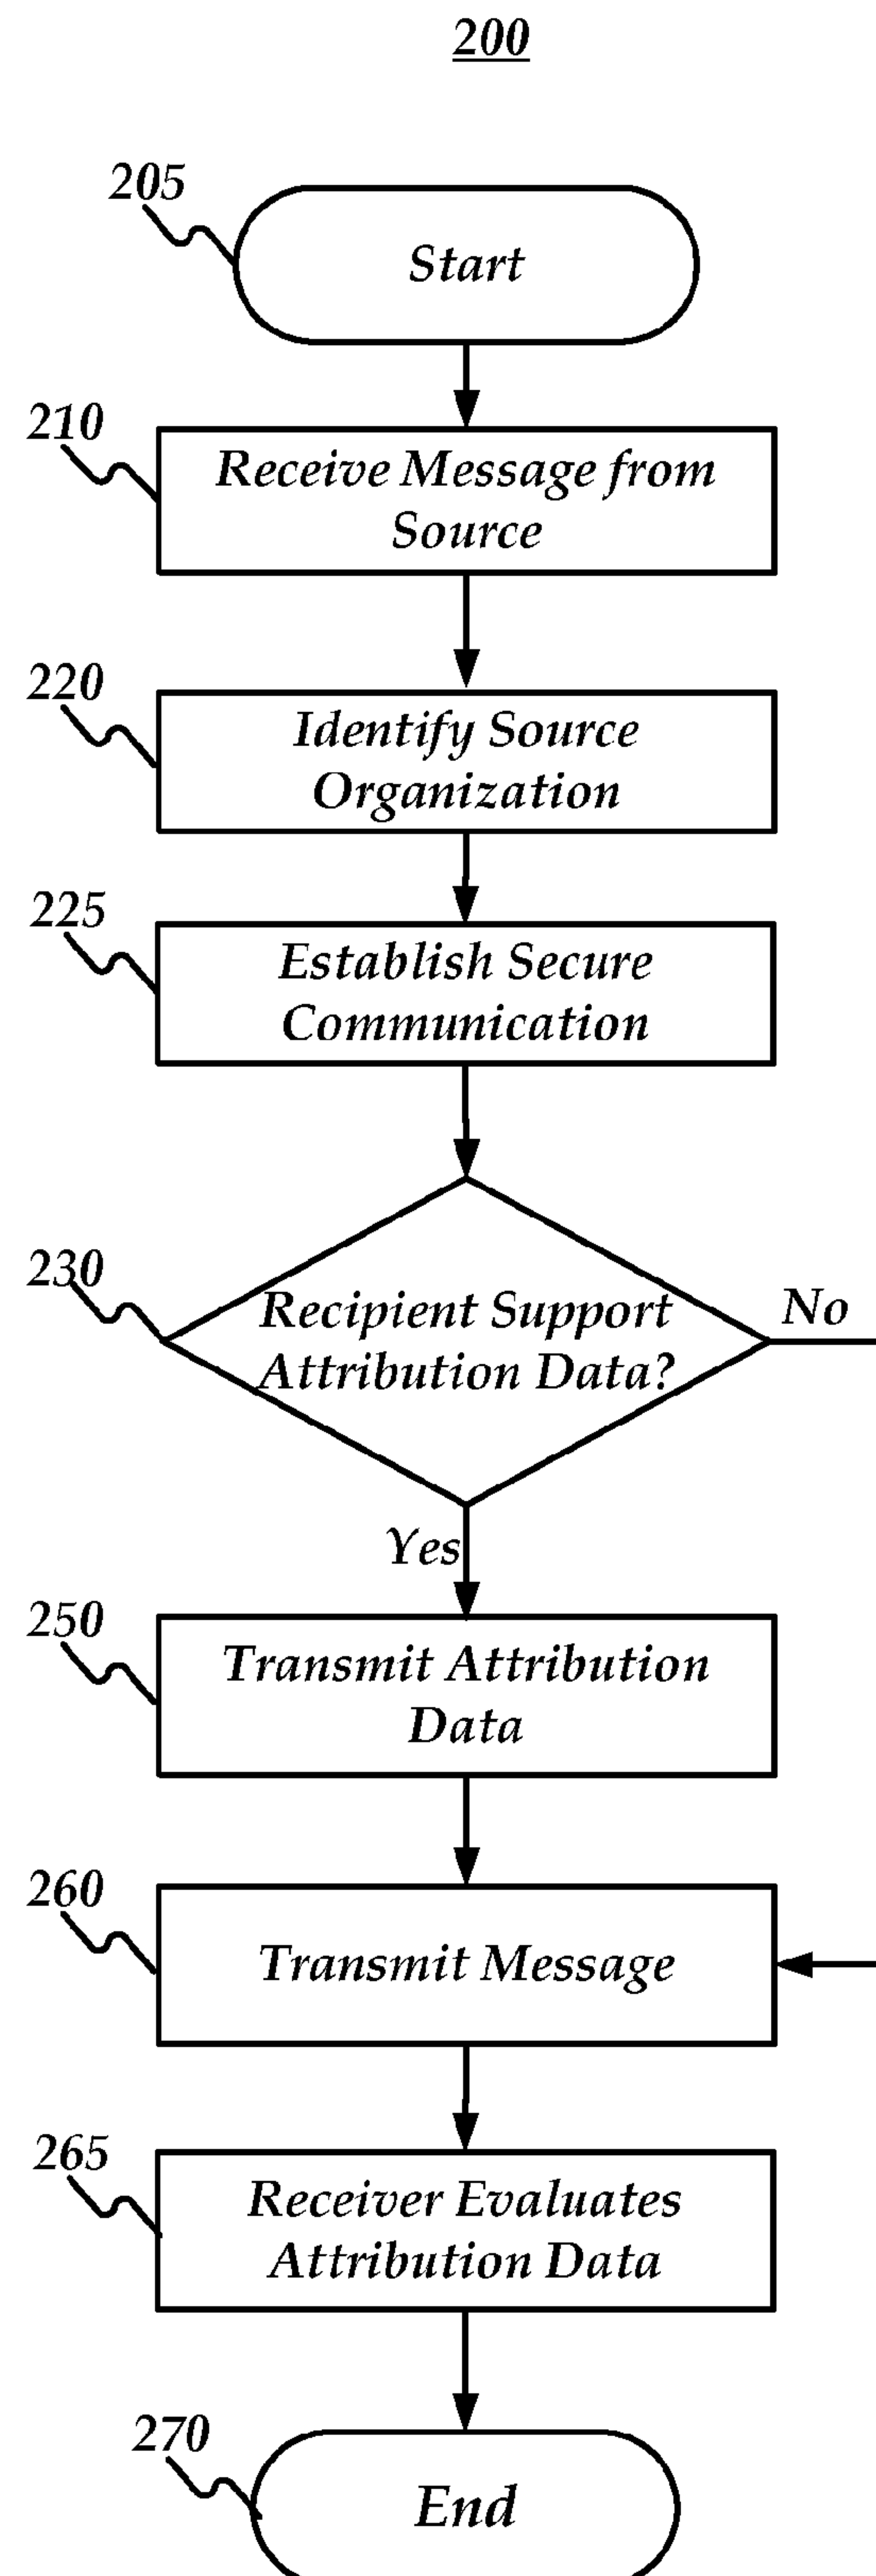 200
205
Start
210
Receive Message from
Source
220
Identify Source
Organization
225
Establish Secure
Communication
230
Recipient Support
Attribution Data?
No
Yes
250
Transmit Attribution
Data
260
Transmit Message
265
Receiver Evaluates
Attribution Data
270
End